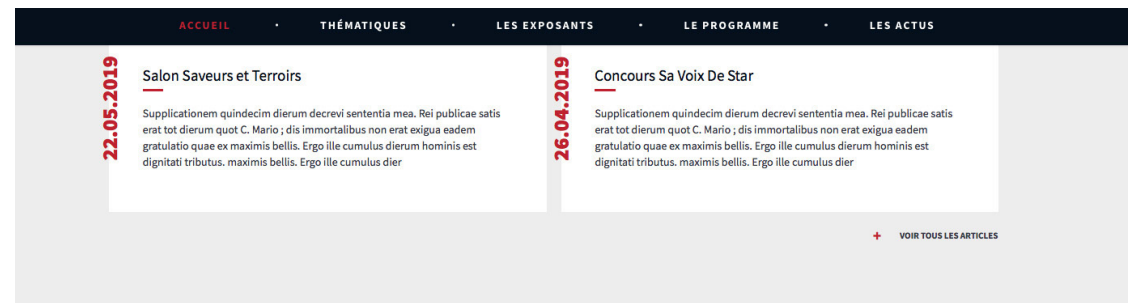 ACCUEIL • THÉMATIQUES • LES EXPOSANTS • LE PROGRAMME • LES ACTUS
22.05.2019
Salon Saveurs et Terroirs
Supplicationem quindecim dierum decrevi sententia mea. Rei publicae satis
erat tot dierum quot C. Mario ; dis immortalibus non erat exigua eadem
gratulatio quae ex maximis bellis. Ergo ille cumulus dierum hominis est
dignitati tributus. maximis bellis. Ergo ille cumulus dier
26.04.2019
Concours Sa Voix De Star
Supplicationem quindecim dierum decrevi sententia mea. Rei publicae satis
erat tot dierum quot C. Mario ; dis immortalibus non erat exigua eadem
gratulatio quae ex maximis bellis. Ergo ille cumulus dierum hominis est
dignitati tributus. maximis bellis. Ergo ille cumulus dier
+ VOIR TOUS LES ARTICLES